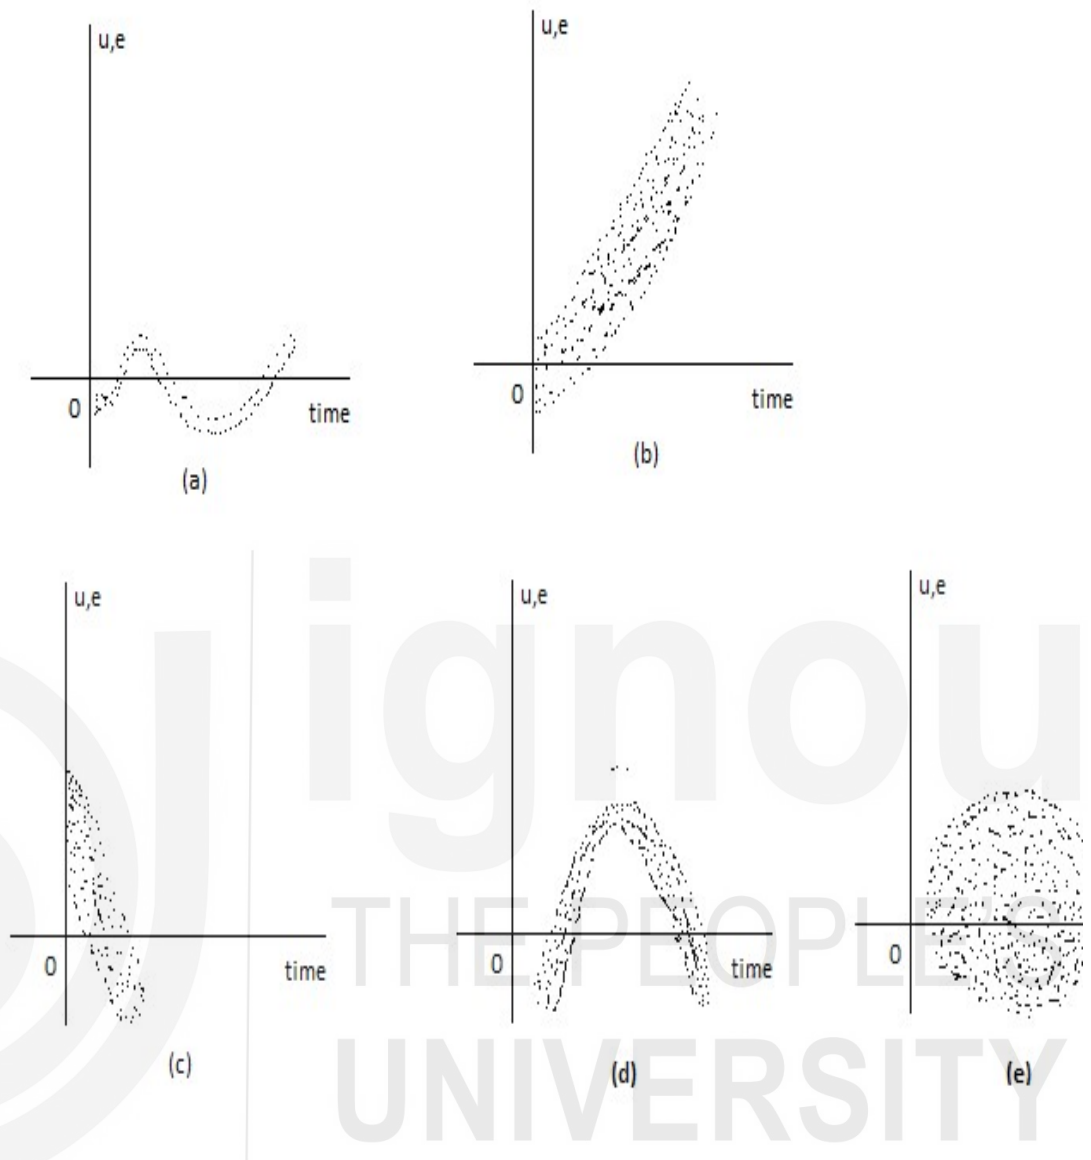 u,e
0
time
(a)
u,e
0
time
(b)
u,e
0
time
(c)
u,e
0
time
(d)
u,e
0
(e)
ignou
THE PEOPLE'S
UNIVERSITY